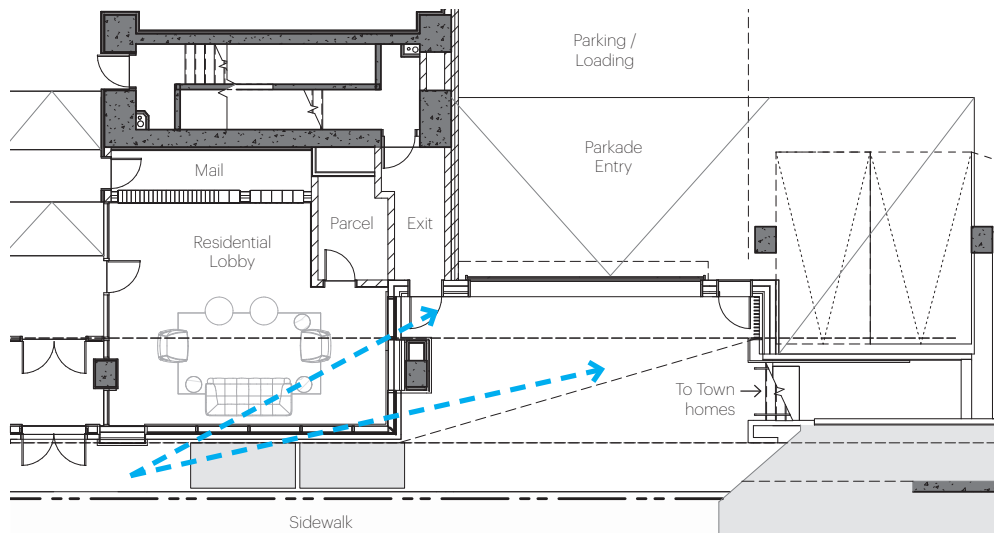 Parking /
Loading
Parkade
Entry
Mail
Parcel
Exit
Residential
Lobby
To Town
homes
Sidewalk